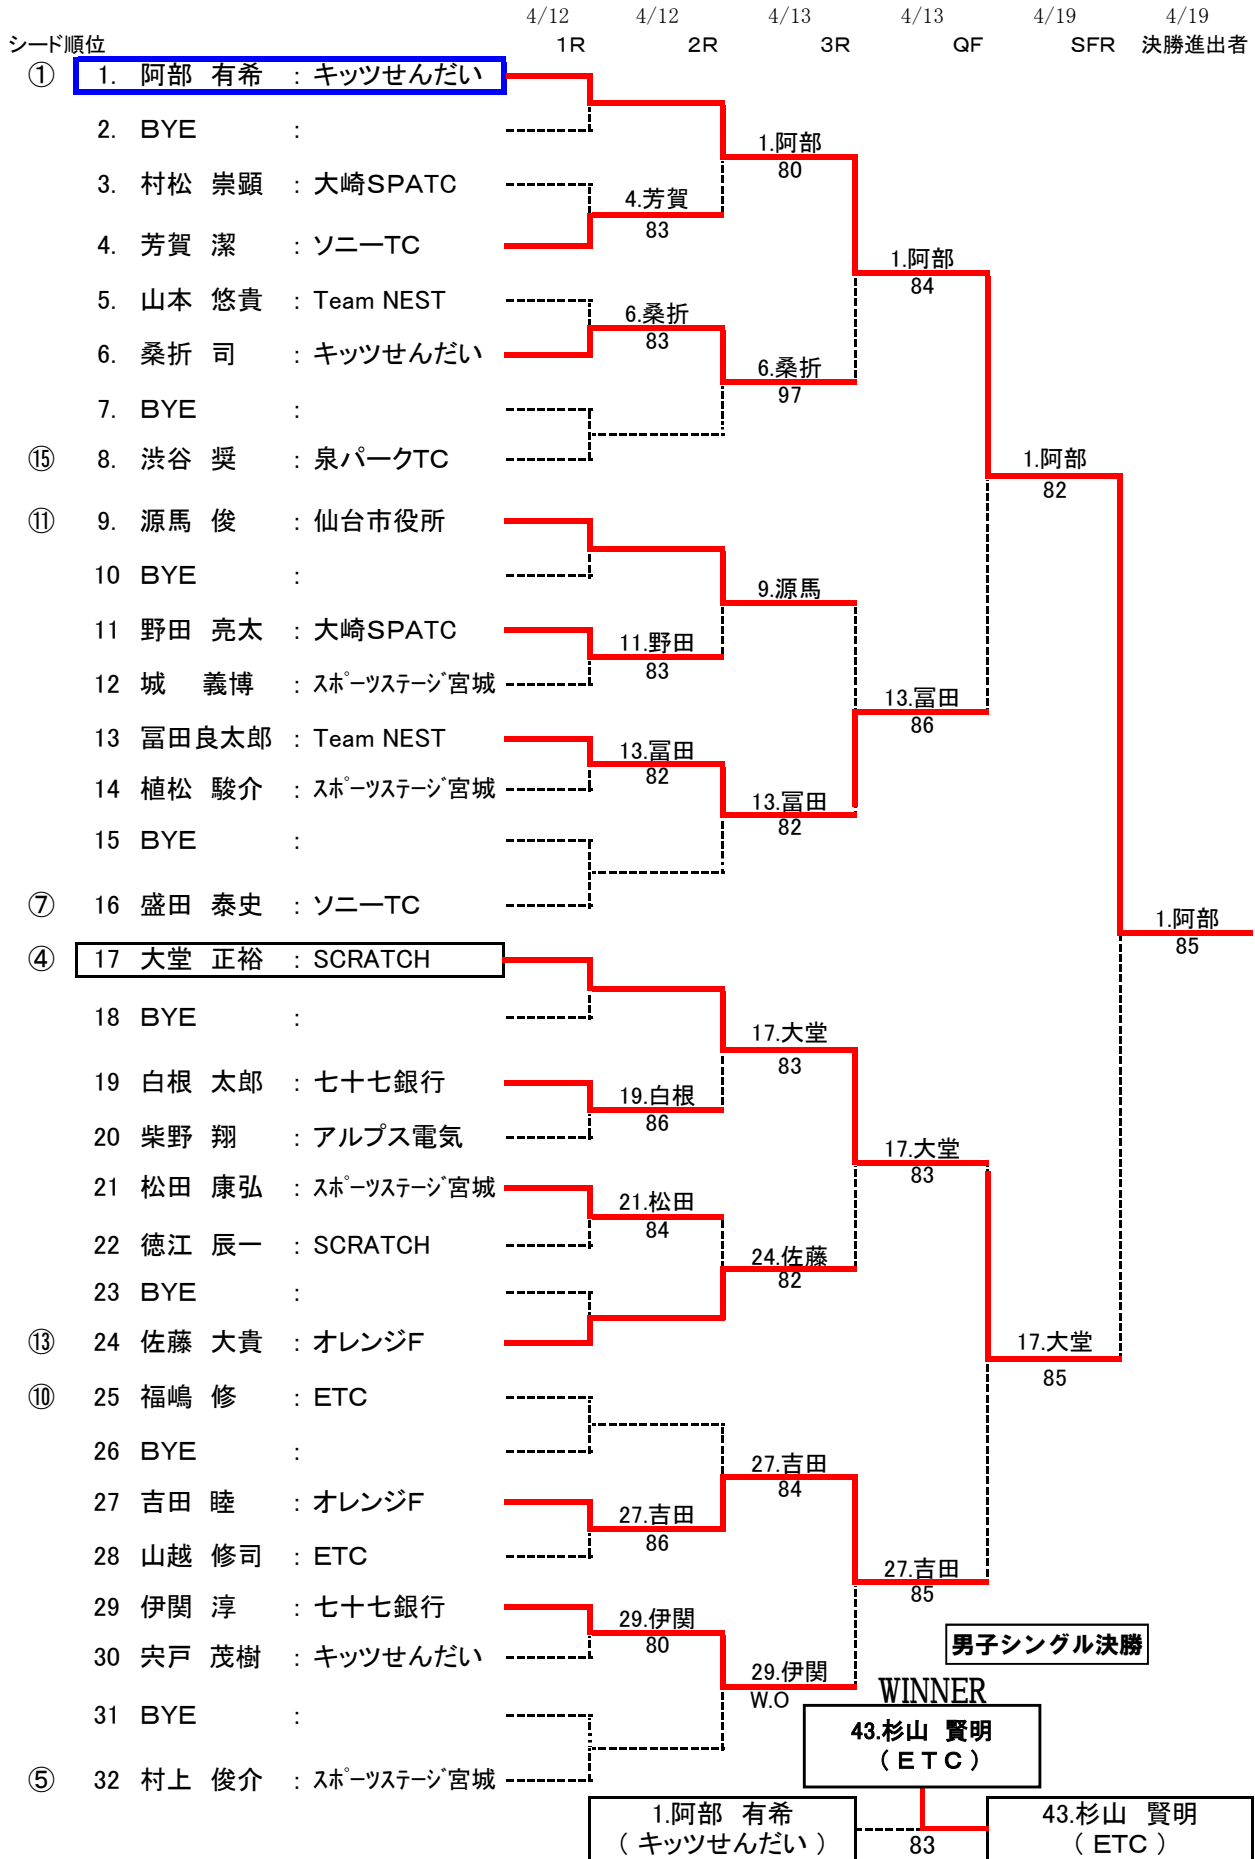 4/12 4/12 4/13 4/13 4/19 4/19
シード順位 1R 2R 3R QF SFR 決勝進出者
① 1. 阿部 有希 : キッツせんだい
2. BYE :
1.阿部
80
3. 村松 崇顕 : 大崎SPATC
4.芳賀
83
4. 芳賀 潔 : ソニーTC
1.阿部
84
5. 山本 悠貴 : Team NEST
6.桑折
83
6. 桑折 司 : キッツせんだい
6.桑折
97
7. BYE :
⑮ 8. 渋谷 奨 : 泉パークTC
1.阿部
82
⑪ 9. 源馬 俊 : 仙台市役所
10 BYE :
9.源馬
11 野田 亮太 : 大崎SPATC
11.野田
83
12 城 義博 : スポーツステージ宮城
13.冨田
86
13 冨田良太郎 : Team NEST
13.冨田
82
14 植松 駿介 : スポーツステージ宮城
13.冨田
82
15 BYE :
⑦ 16 盛田 泰史 : ソニーTC
1.阿部
85
④ 17 大堂 正裕 : SCRATCH
18 BYE :
17.大堂
83
19 白根 太郎 : 七十七銀行
19.白根
86
20 柴野 翔 : アルプス電気
17.大堂
83
21 松田 康弘 : スポーツステージ宮城
21.松田
84
22 徳江 辰一 : SCRATCH
24.佐藤
82
23 BYE :
⑬ 24 佐藤 大貴 : オレンジF
17.大堂
85
⑩ 25 福嶋 修 : ETC
26 BYE :
27.吉田
84
27 吉田 睦 : オレンジF
27.吉田
86
28 山越 修司 : ETC
27.吉田
85
29 伊関 淳 : 七十七銀行
29.伊関
80
30 宍戸 茂樹 : キッツせんだい
男子シングル決勝
29.伊関
W.O
31 BYE :
WINNER
43.杉山 賢明
( ETC )
⑤ 32 村上 俊介 : スポーツステージ宮城
1.阿部 有希
( キッツせんだい )
83
43.杉山 賢明
( ETC )